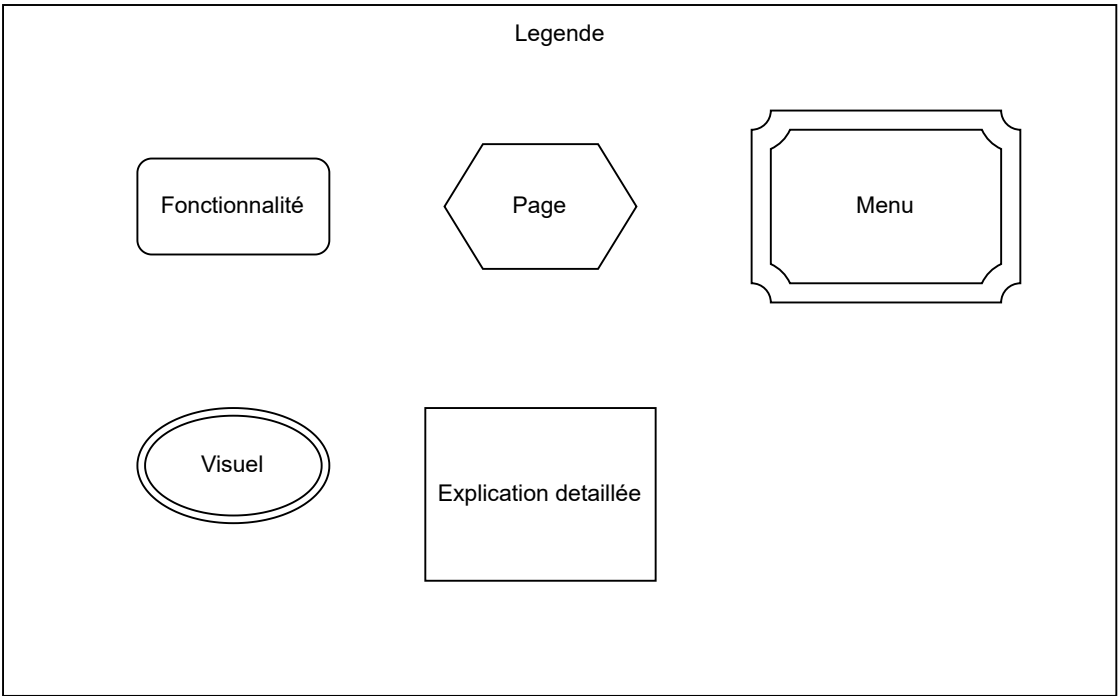 Legende
Fonctionnalité
Page
Menu
Visuel
Explication detaillée